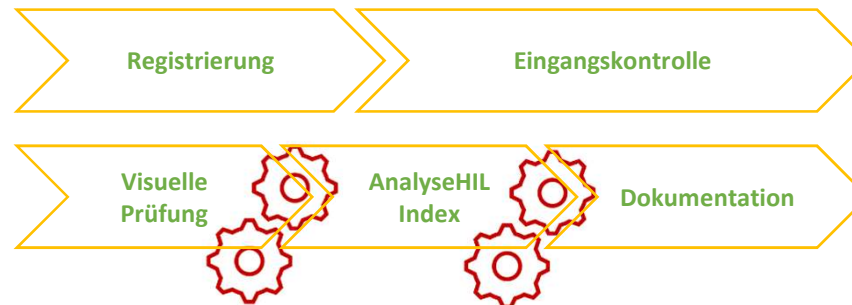 Registrierung
Eingangskontrolle
Visuelle
Prüfung
AnalyseHIL
Index
Dokumentation